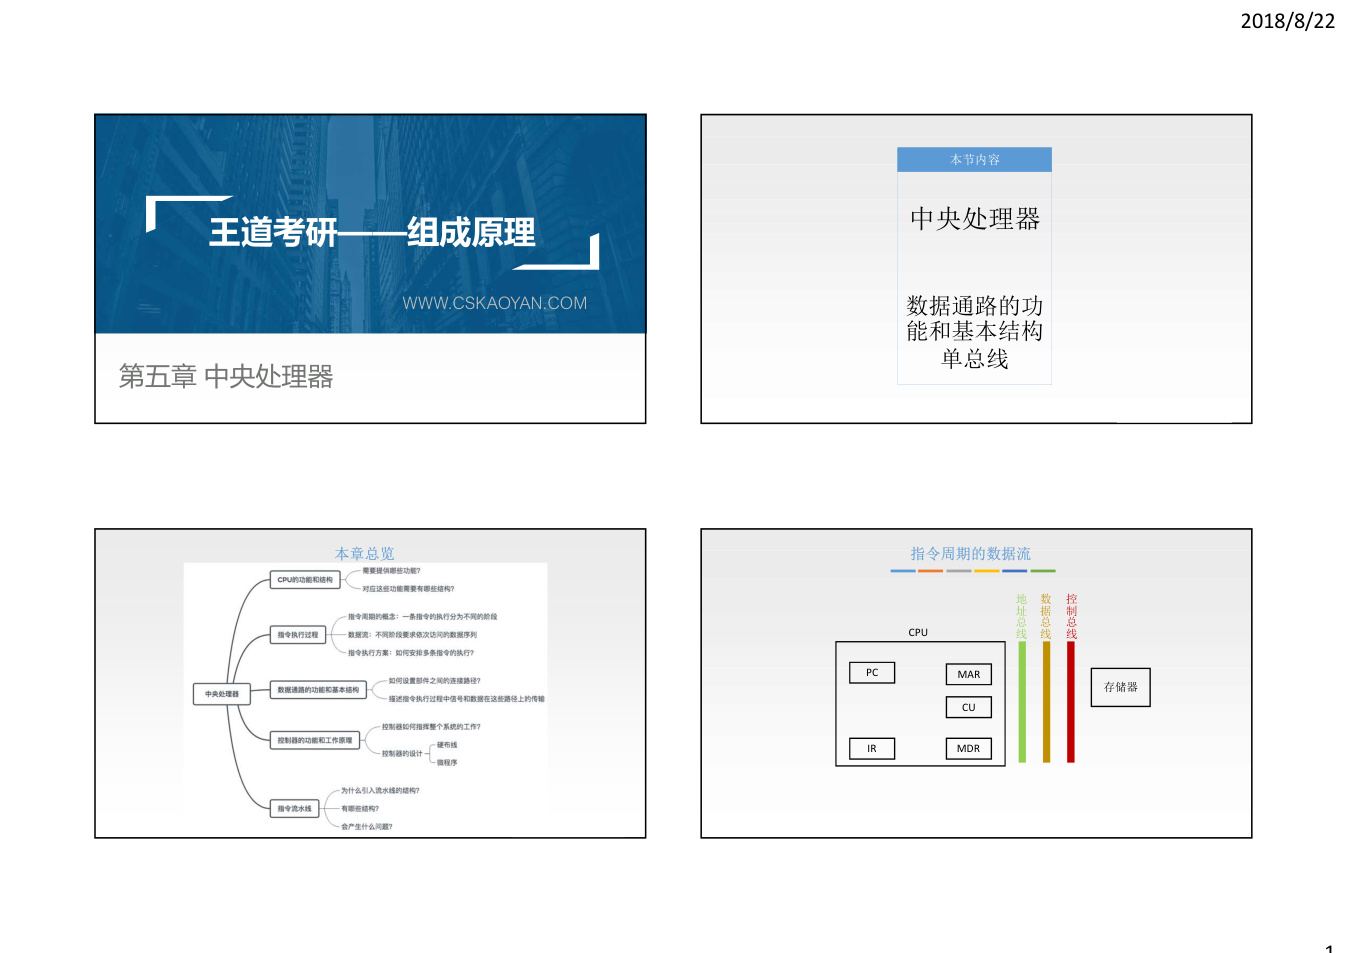 2018/8/22
王道考研——组成原理
WWW.CSKAOYAN.COM
第五章 中央处理器
本节内容
中央处理器
数据通路的功
能和基本结构
单总线
本章总览
需要提供哪些功能?
CPU的功能和结构
对应这些功能需要有哪些结构?
指令周期的概念：一条指令的执行分为不同的阶段
指令执行过程
数据流：不同阶段要求依次访问的数据序列
指令执行方案：如何安排多条指令的执行?
如何设置部件之间的连接路径?
中央处理器
数据通路的功能和基本结构
描述指令执行过程中信号和数据在这些路径上的传输
控制器如何指挥整个系统的工作?
控制器的功能和工作原理
硬布线
控制器的设计
微程序
为什么引入流水线的结构?
指令流水线
有哪些结构?
会产生什么问题?
指令周期的数据流
地址总线
数据总线
控制总线
CPU
PC
MAR
存储器
CU
IR
MDR
1